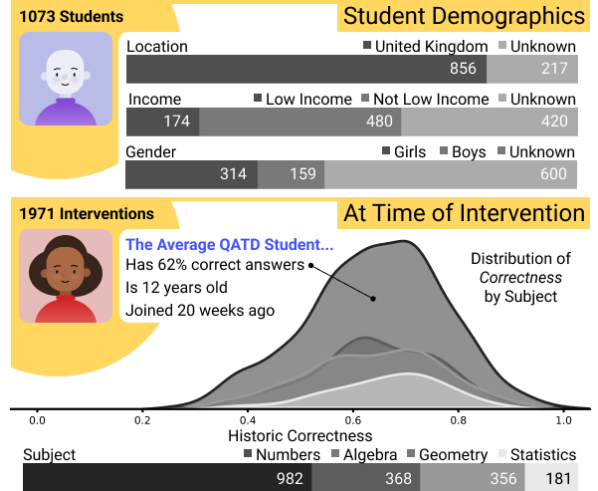 1073 Students
Student Demographics
Location
United Kingdom Unknown
856 217
Income
Low Income Not Low Income Unknown
174 480 420
Gender
Girls Boys Unknown
314 159 600
1971 Interventions
At Time of Intervention
The Average QATD Student...
Has 62% correct answers
Is 12 years old
Joined 20 weeks ago
Distribution of
Correctness
by Subject
0.0 0.2 0.4 0.6 0.8 1.0
Historic Correctness
Subject
Numbers Algebra Geometry Statistics
982 368 356 181